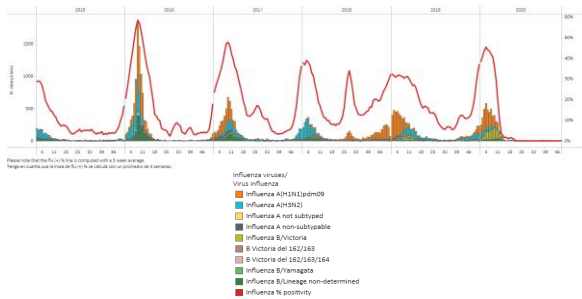 2015 2016 2017 2018 2019 2020
1500
1000
500
0
60%
50%
40%
30%
20%
10%
0%
Please note that the flu (+) % line is computed with a 3 week average.
Tenga en cuenta que la línea de flu (+) % se calcula con un promedio de 3 semanas.
Influenza viruses/
Virus influenza
Influenza A(H1N1)pdm09
Influenza A(H3N2)
Influenza A not subtyped
Influenza A non-subtypable
Influenza B/Victoria
B Victoria del 162/163
B Victoria del 162/163/164
Influenza B/Yamagata
Influenza B/Lineage non-determined
Influenza % positivity